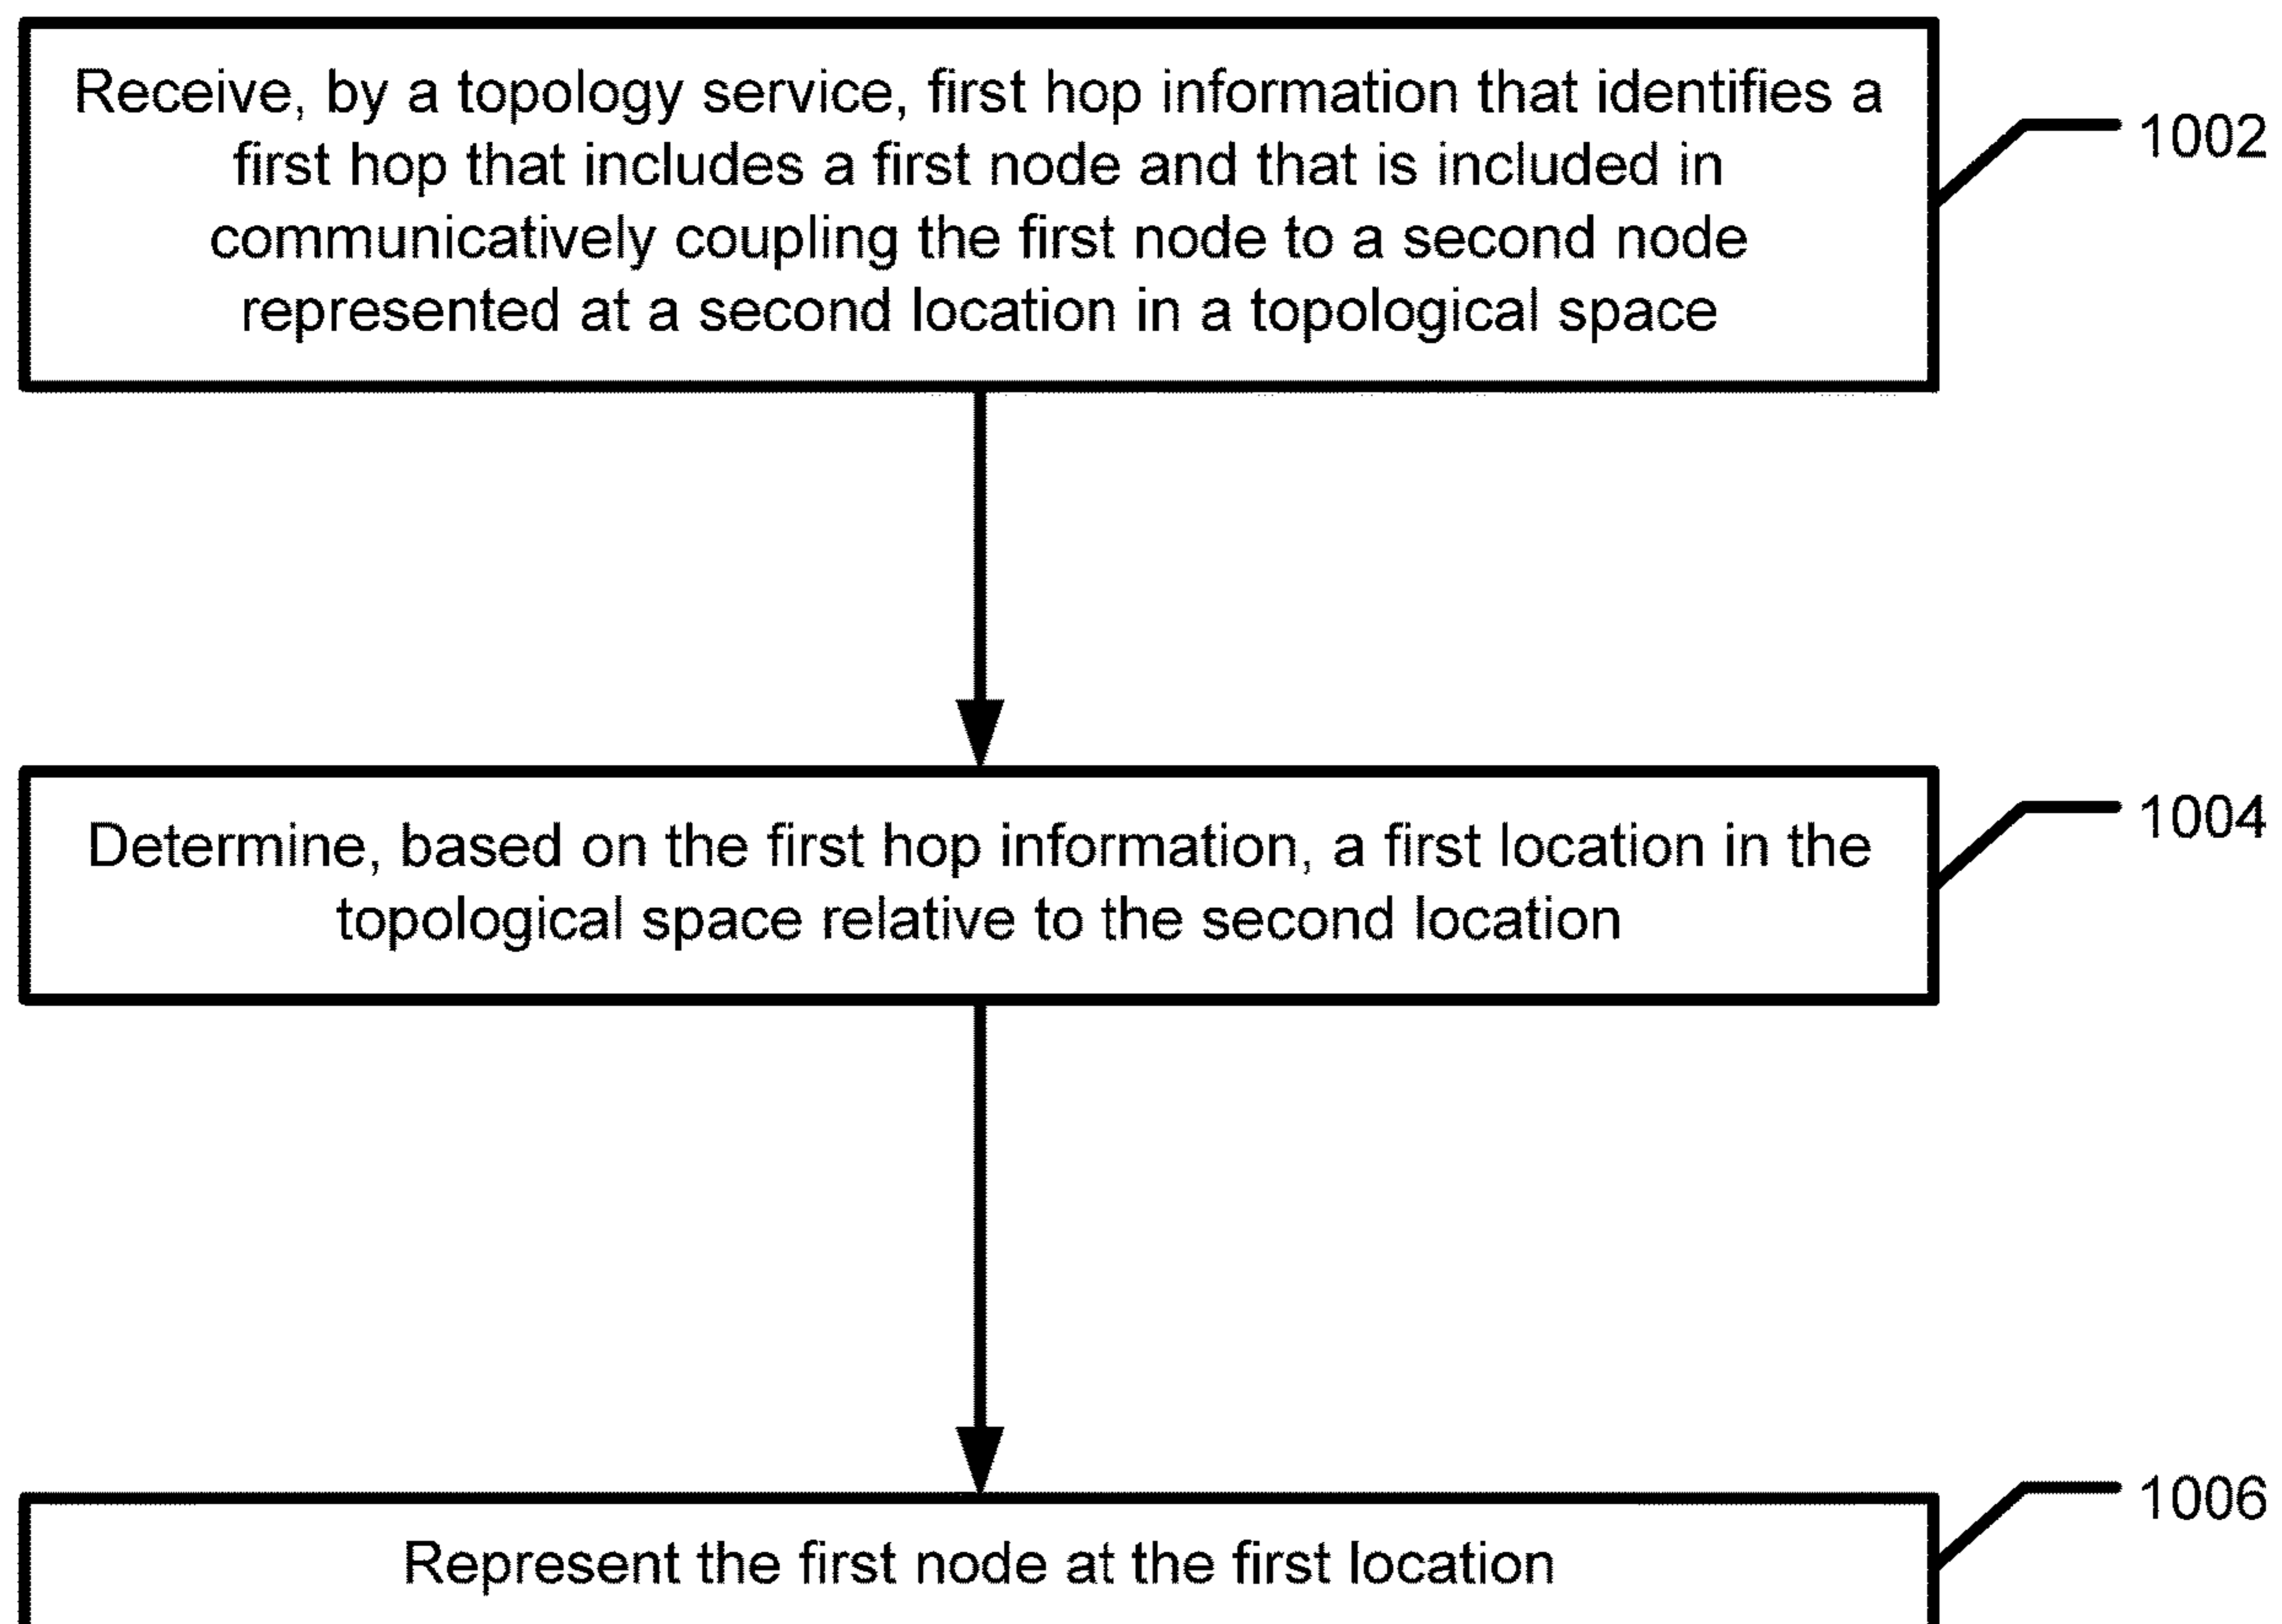 Receive, by a topology service, first hop information that identifies a
first hop that includes a first node and that is included in
communicatively coupling the first node to a second node
represented at a second location in a topological space
1002
Determine, based on the first hop information, a first location in the
topological space relative to the second location
1004
Represent the first node at the first location
1006